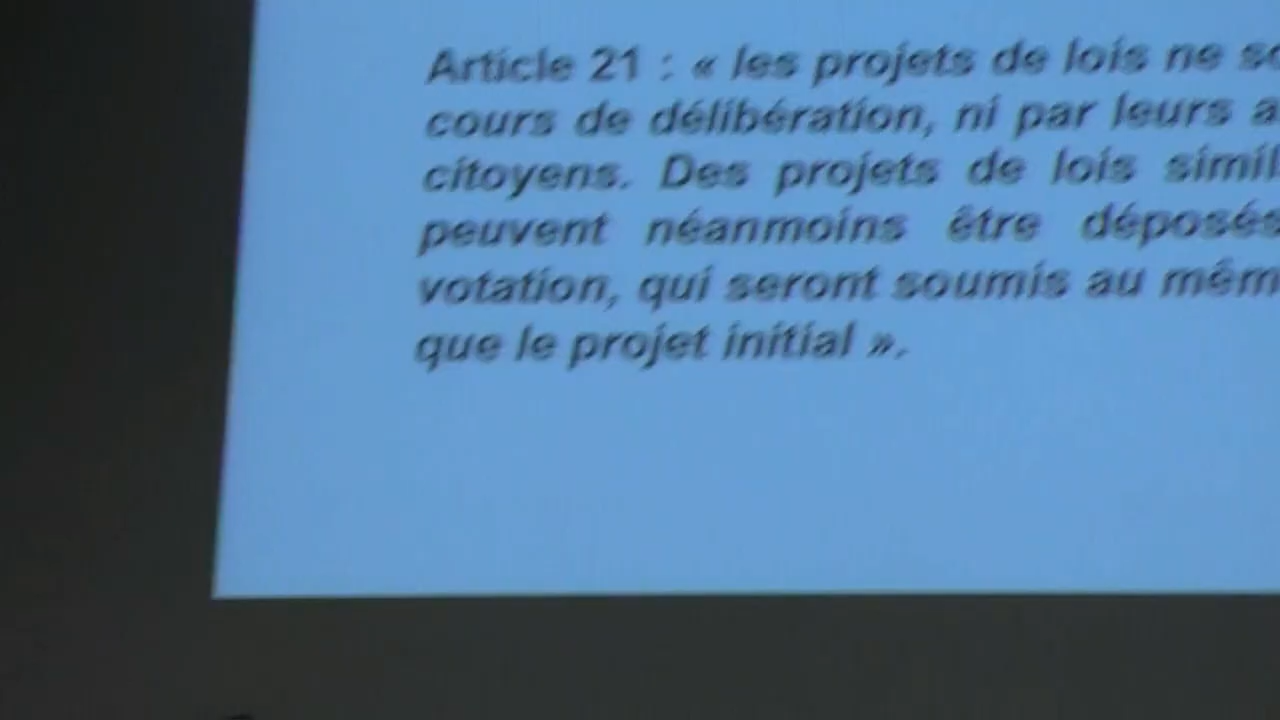 Article 21 : « les projets de lois ne
cours de délibération, ni par leurs
citoyens. Des projets de lois
peuvent néanmoins être déposés
votation, qui seront soumis au
que le projet initial ».